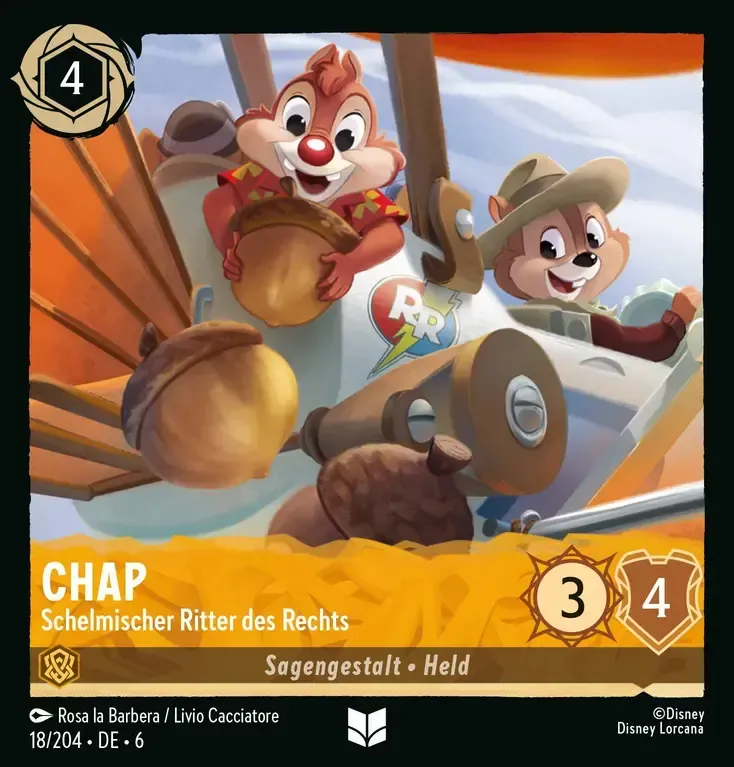 4
RR
CHAP
Schelmischer Ritter des Rechts
3
4
Sagengestalt • Held
Rosa la Barbera / Livio Cacciatore
18/204 • DE • 6
©Disney
Disney Lorcana